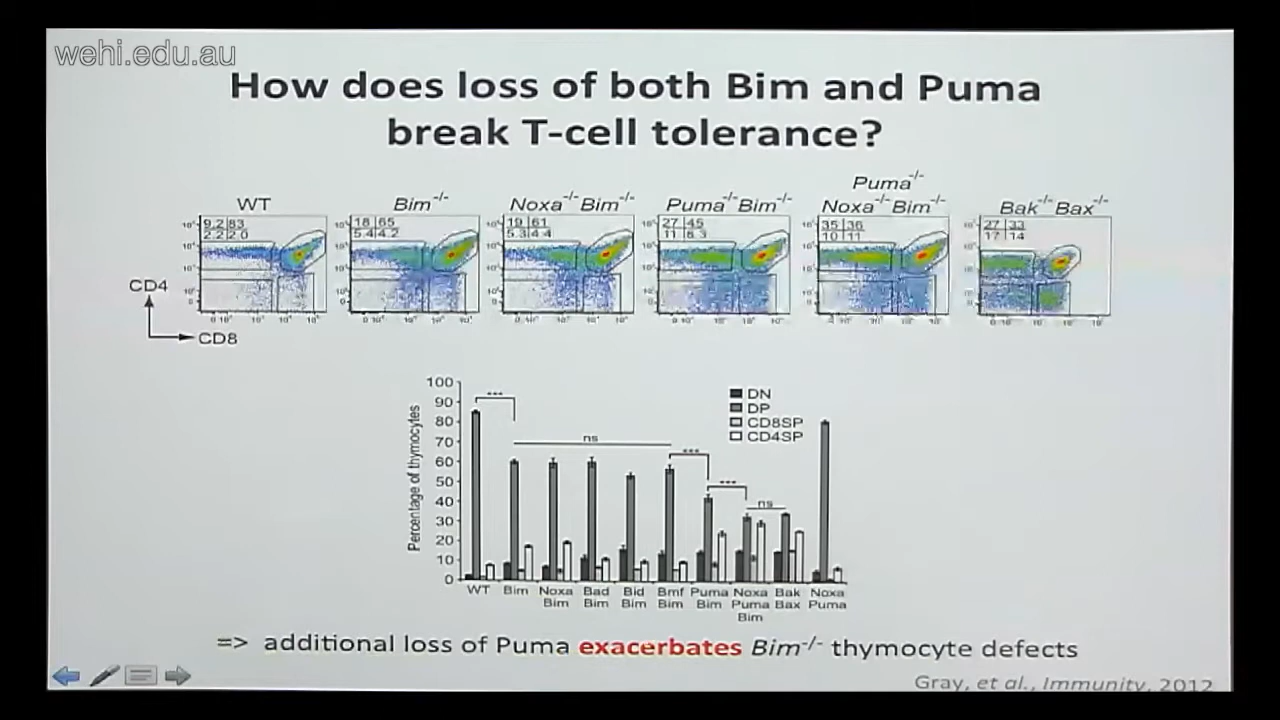 wehi.edu.au
How does loss of both Bim and Puma
break T-cell tolerance?
WT
Bim-/-
Noxa-/-Bim-/-
Puma-/-Bim-/-
Puma-/-
Noxa-/-Bim-/-
Bak-/-Bax-/-
9.2 83
2.2 2.0
18 65
5.4 4.2
19 61
5.3 4.4
27 45
11 8.3
35 36
10 11
27 33
17 14
CD4
CD8
Percentage of thymocytes
100
90
80
70
60
50
40
30
20
10
0
***
ns
***
***
ns
DN
DP
CD8SP
CD4SP
WT Bim Noxa Bad Bid Bmf Puma Noxa Bak Noxa
Bim Bim Bim Bim Bim Puma Bax Puma
Bim
=> additional loss of Puma exacerbates Bim-/- thymocyte defects
Gray, et al., Immunity, 2012